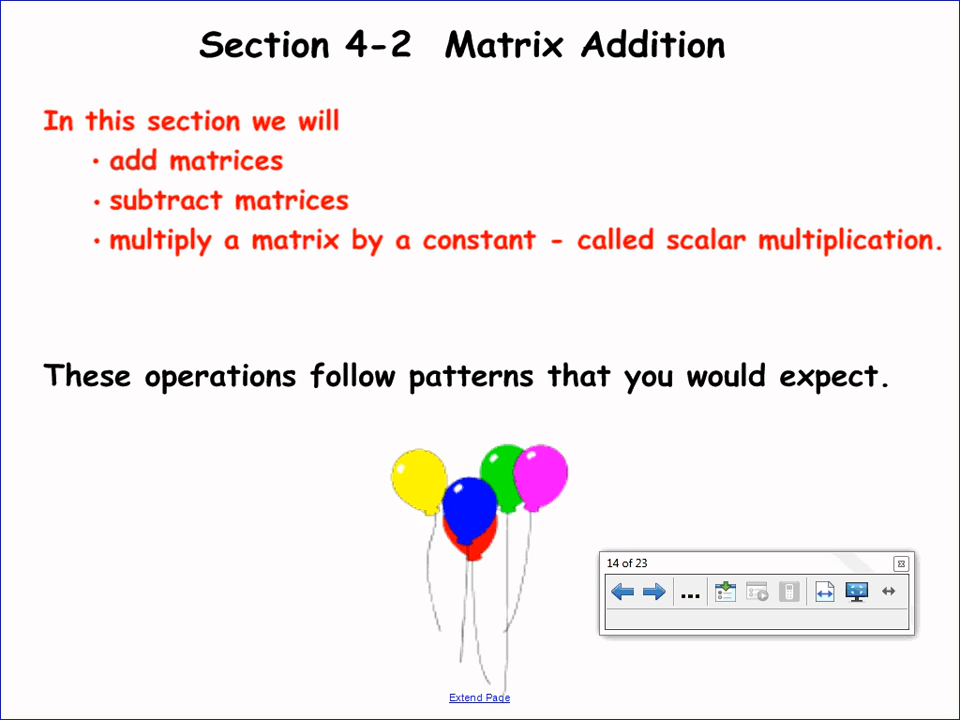 Section 4-2 Matrix Addition
In this section we will
• add matrices
• subtract matrices
• multiply a matrix by a constant - called scalar multiplication.
These operations follow patterns that you would expect.
14 of 23
...
Extend Page